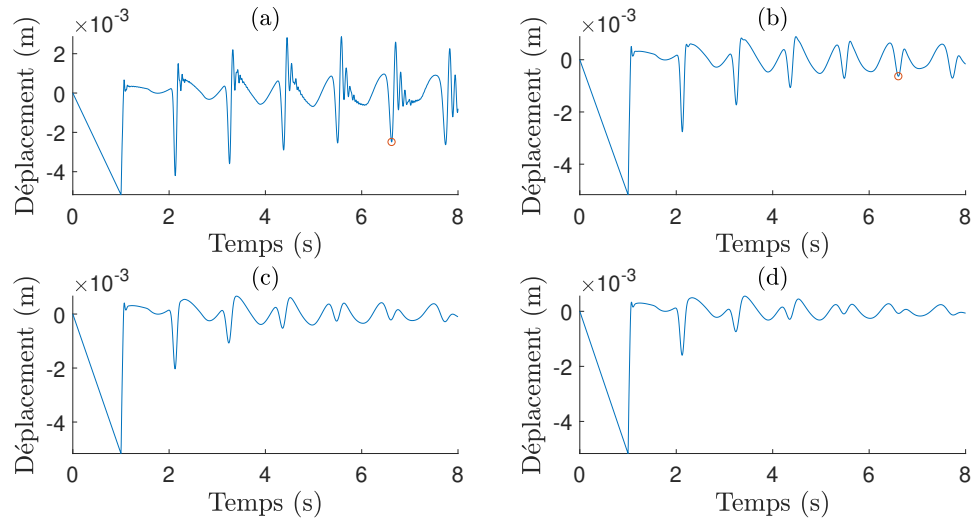 (a)
×10⁻³
Déplacement (m)
2
0
-2
-4
0 2 4 6 8
Temps (s)
(b)
×10⁻³
Déplacement (m)
0
-2
-4
0 2 4 6 8
Temps (s)
(c)
×10⁻³
Déplacement (m)
0
-2
-4
0 2 4 6 8
Temps (s)
(d)
×10⁻³
Déplacement (m)
0
-2
-4
0 2 4 6 8
Temps (s)